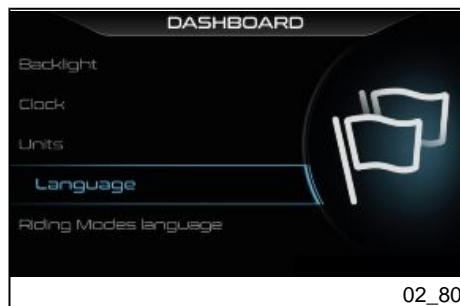 DASHBOARD
Backlight
Clock
Units
Language
Riding Modes language
02_80